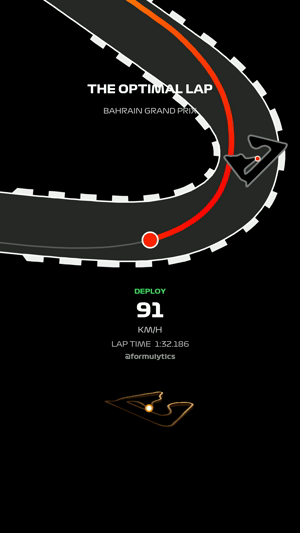 THE OPTIMAL LAP
BAHRAIN GRAND PRIX
DEPLOY
91
KM/H
LAP TIME 1:32.186
@formulytics